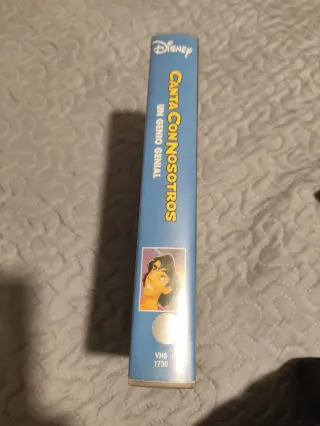 Disney
CANTA CON NOSOTROS
UN GENIO GENIAL
VHS
1730